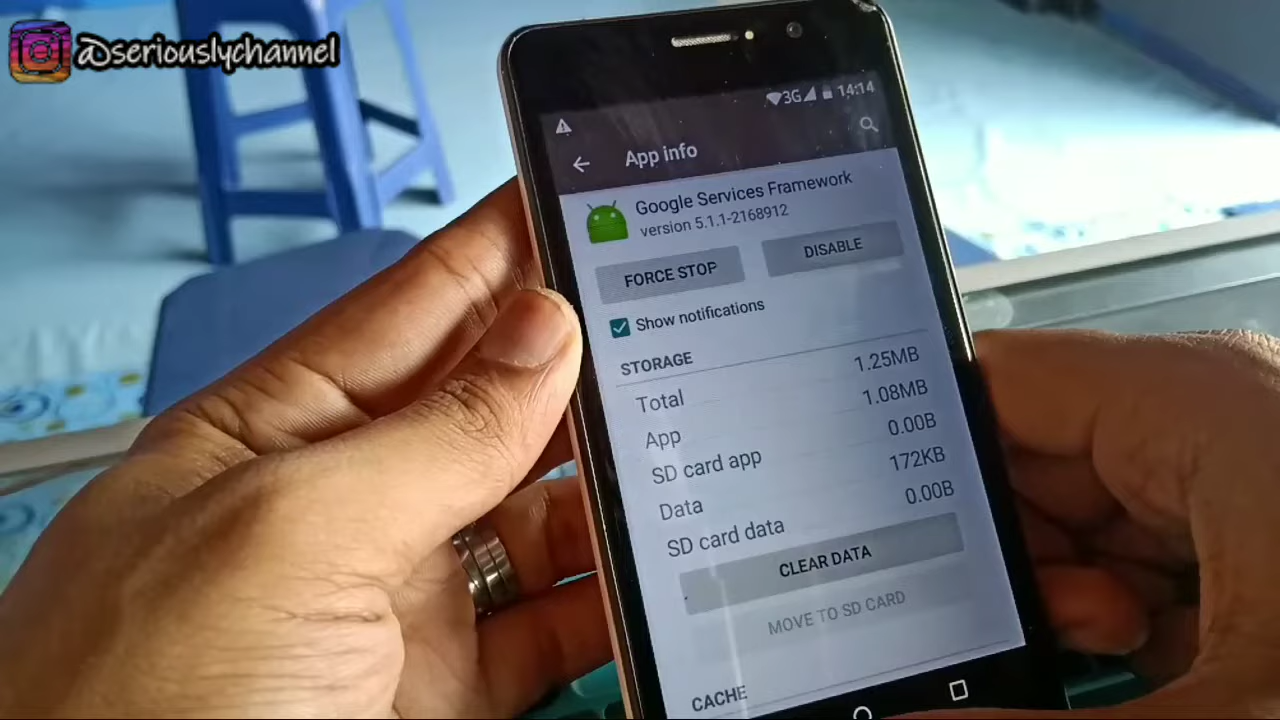 @seriouslychannel
3G 14:14
App info
Google Services Framework
version 5.1.1-2168912
FORCE STOP DISABLE
Show notifications
STORAGE
Total 1.25MB
App 1.08MB
SD card app 0.00B
Data 172KB
SD card data 0.00B
CLEAR DATA
MOVE TO SD CARD
CACHE